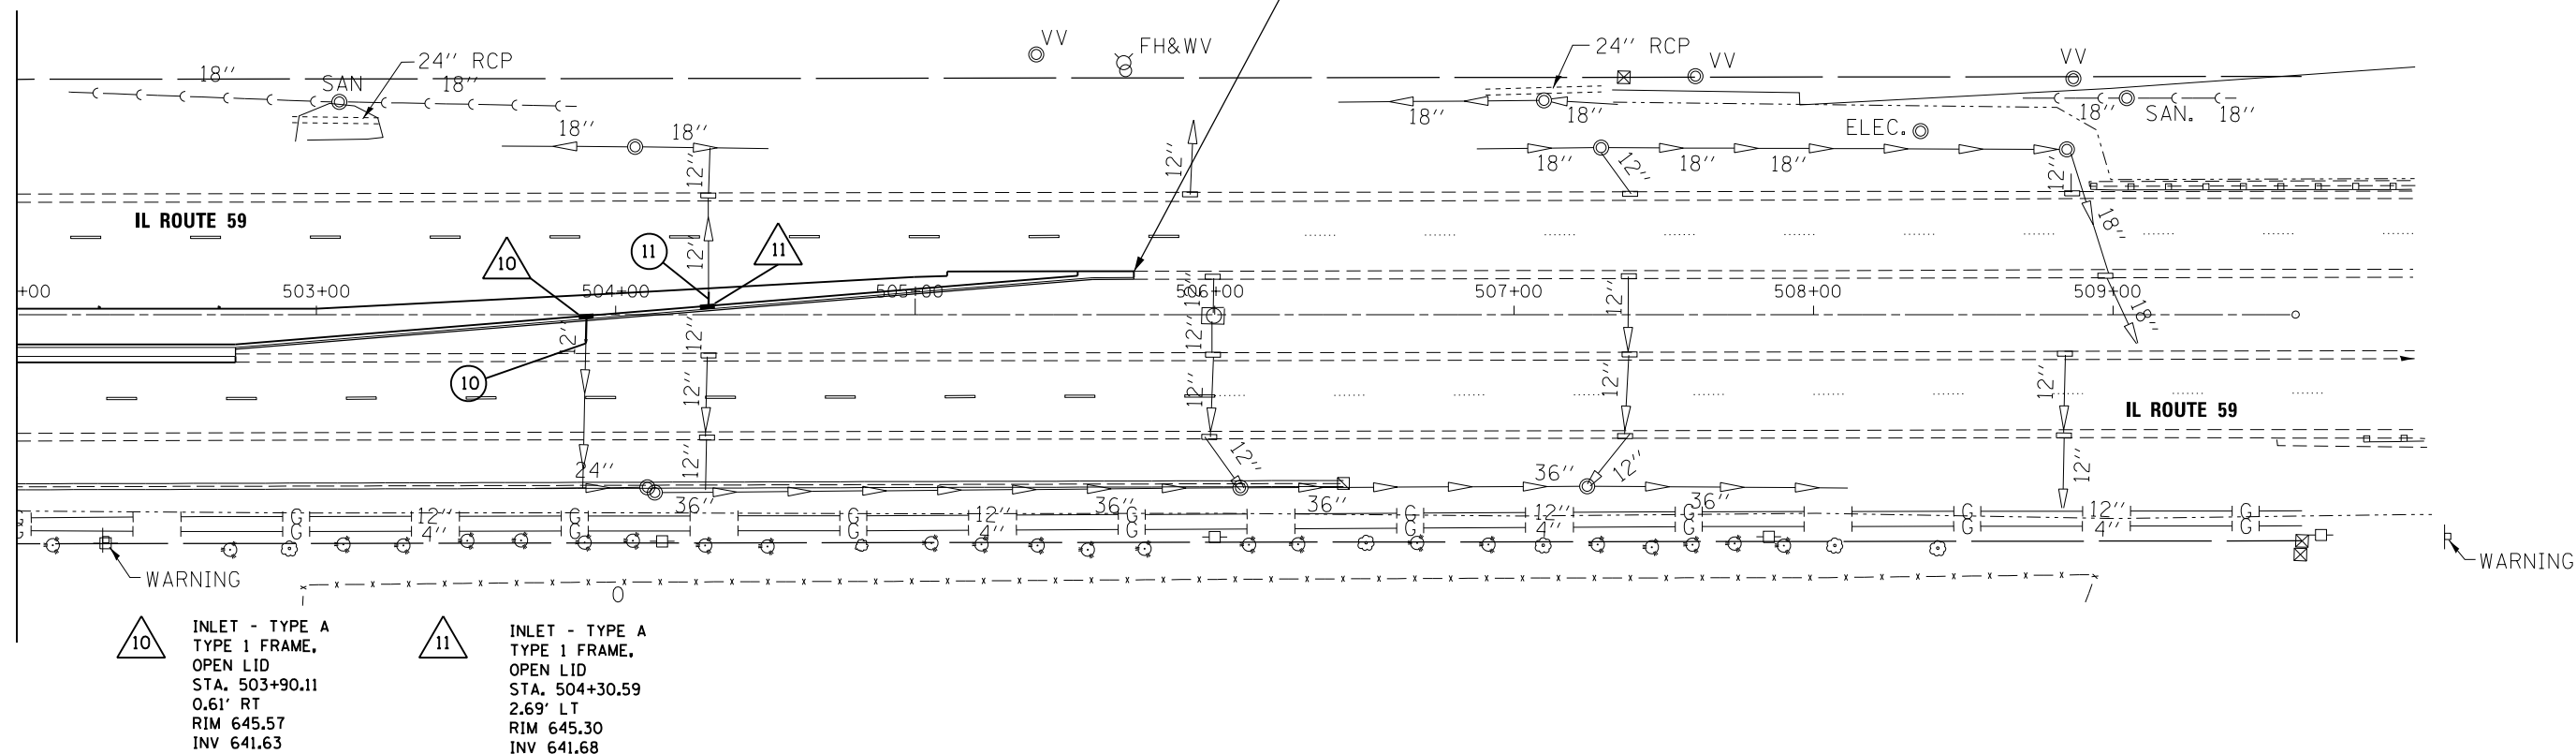 VV
FH&WV
24'' RCP
VV
VV
18''
SAN
18''
24'' RCP
18''
18''
18''
SAN.
18''
18''
18''
12''
12''
ELEC.
18''
12''
18''
18''
12''
18''
IL ROUTE 59
10
11
11
12''
+00
503+00
504+00
505+00
12''
506+00
507+00
508+00
509+00
12''
18''
12''
12''
12''
10
12''
12''
12''
12''
12''
IL ROUTE 59
24''
12''
12''
36''
12''
12''
36''
36''
36''
36''
G
G
12''
G
G
12''
G
12''
G
G
12''
G
G
G
4''
G
G
4''
G
4''
G
G
4''
G
WARNING
WARNING
O
10
INLET - TYPE A
TYPE 1 FRAME,
OPEN LID
STA. 503+90.11
0.61' RT
RIM 645.57
INV 641.63
11
INLET - TYPE A
TYPE 1 FRAME,
OPEN LID
STA. 504+30.59
2.69' LT
RIM 645.30
INV 641.68